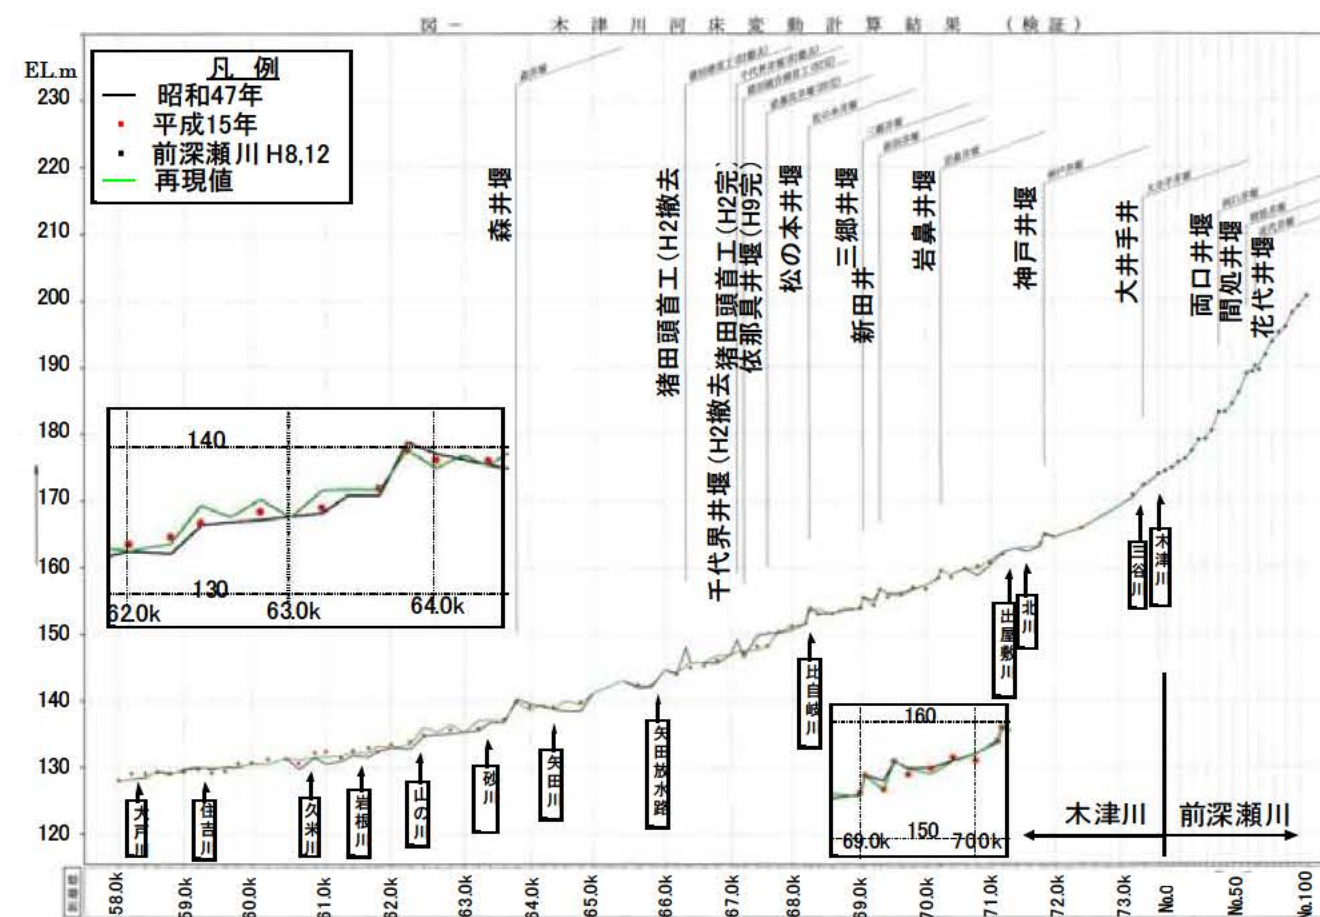 図－ 木津川河床変動計算結果 (検証)
EL.m
凡例
昭和47年
平成15年
前深瀬川 H8,12
再現値
230
220
210
200
190
180
170
160
150
140
130
120
森井堰
猪田頭首工(H2撤去)
千代界井堰(H2撤去)
猪田頭首工(H2完)
依那具井堰(H9完)
松の本井堰
三郷井堰
新田井
岩鼻井堰
神戸井堰
大井手井
両口井堰
間処井堰
花代井堰
140
130
62.0k
63.0k
64.0k
160
150
69.0k
70.0k
大戸川
住吉川
久米川
岩根川
山の川
砂川
矢田川
矢田放水路
比自岐川
出屋敷川
北川
三谷川
木津川
木津川
前深瀬川
58.0k
59.0k
60.0k
61.0k
62.0k
63.0k
64.0k
65.0k
66.0k
67.0k
68.0k
69.0k
70.0k
71.0k
72.0k
73.0k
No.0
No.50
No.100